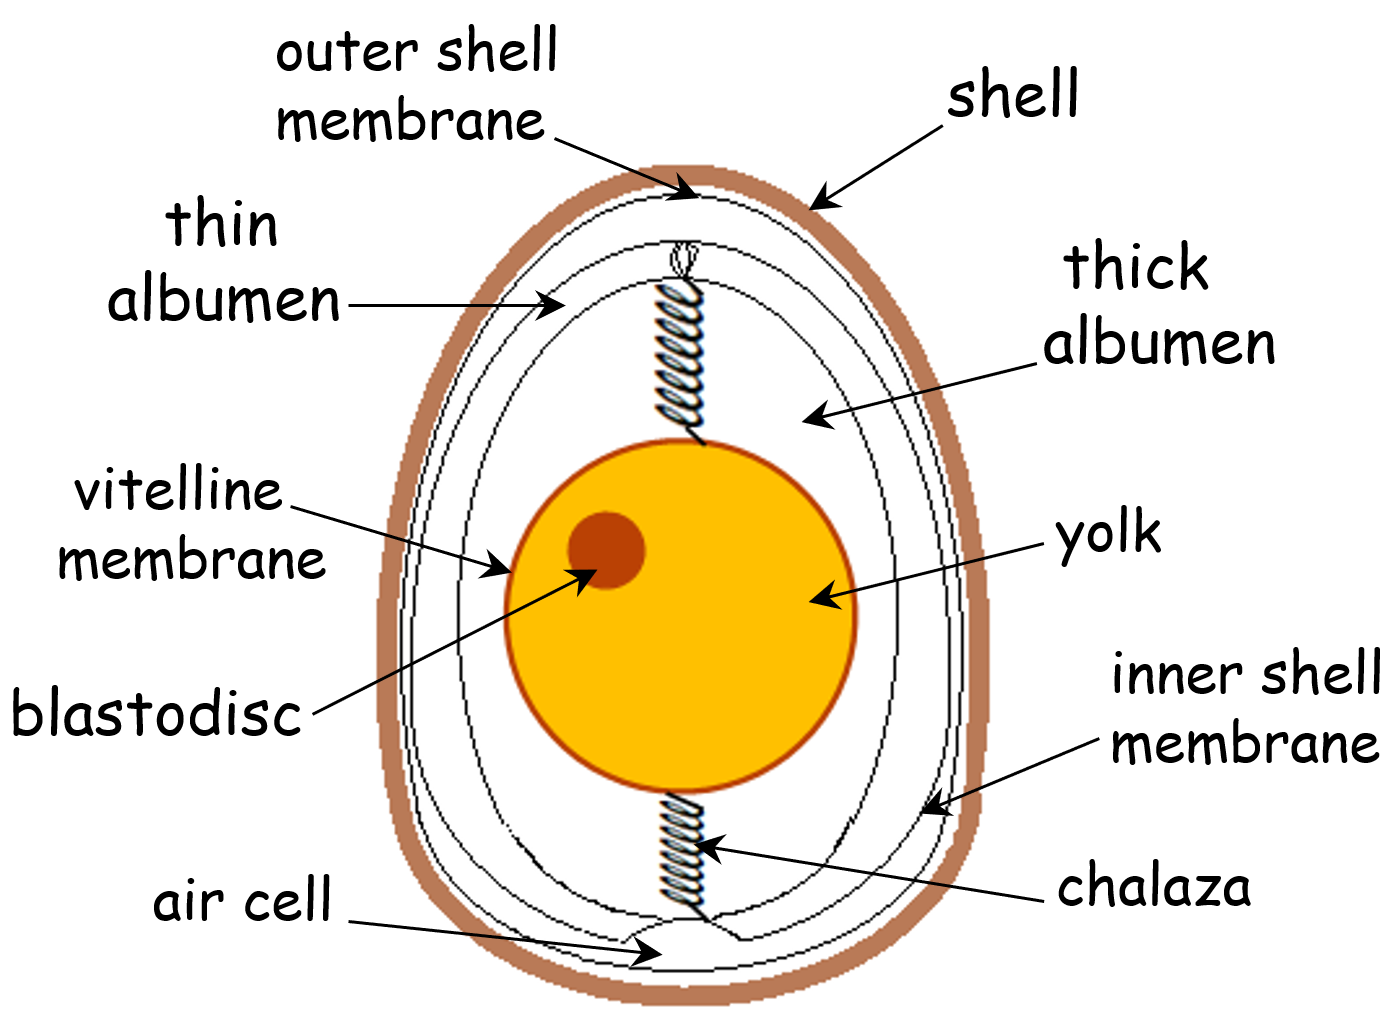 outer shell
membrane
shell
thin
albumen
thick
albumen
vitelline
membrane
yolk
blastodisc
inner shell
membrane
air cell
chalaza